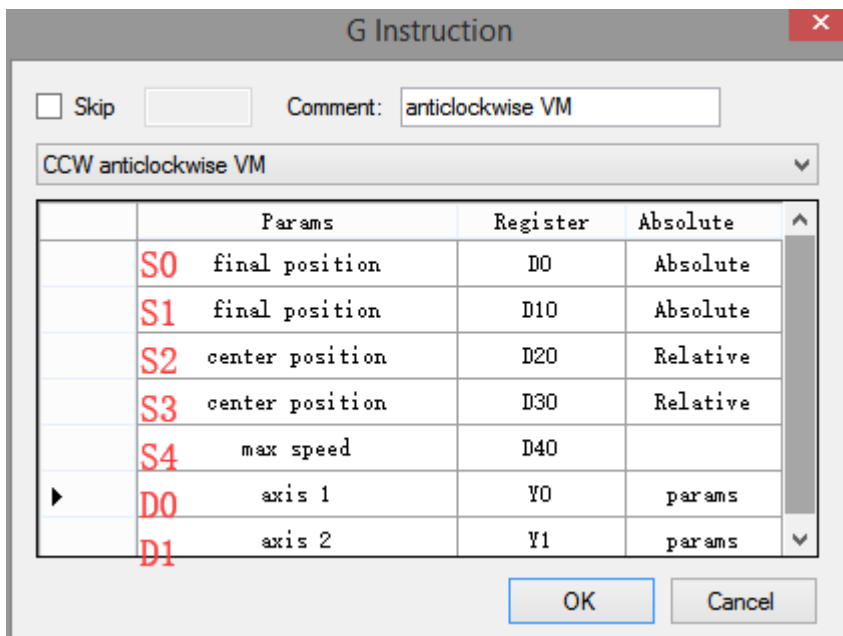 G Instruction
Skip Comment: anticlockwise VM
CCW anticlockwise VM
Params Register Absolute
S0 final position D0 Absolute
S1 final position D10 Absolute
S2 center position D20 Relative
S3 center position D30 Relative
S4 max speed D40
D0 axis 1 Y0 params
D1 axis 2 Y1 params
OK Cancel